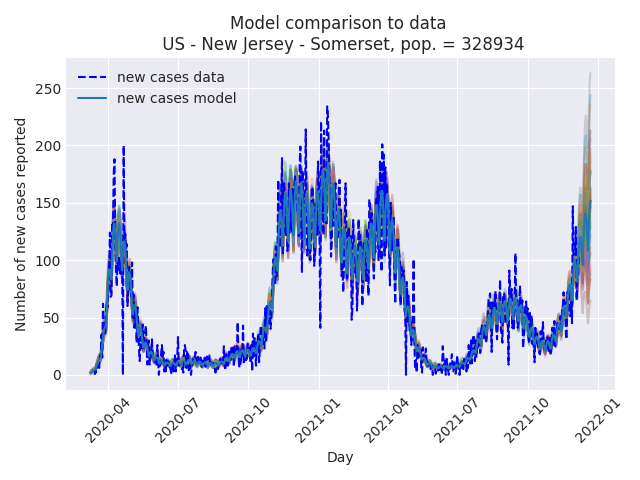 Model comparison to data
US - New Jersey - Somerset, pop. = 328934
new cases data
new cases model
Number of new cases reported
250
200
150
100
50
0
2020-04
2020-07
2020-10
2021-01
2021-04
2021-07
2021-10
2022-01
Day